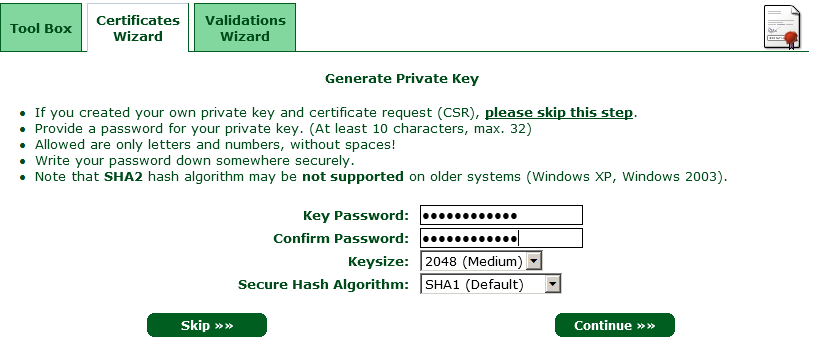 Tool Box
Certificates
Wizard
Validations
Wizard
Generate Private Key
If you created your own private key and certificate request (CSR), please skip this step.
Provide a password for your private key. (At least 10 characters, max. 32)
Allowed are only letters and numbers, without spaces!
Write your password down somewhere securely.
Note that SHA2 hash algorithm may be not supported on older systems (Windows XP, Windows 2003).
Key Password: ●●●●●●●●●●●●
Confirm Password: ●●●●●●●●●●●●
Keysize: 2048 (Medium)
Secure Hash Algorithm: SHA1 (Default)
Skip »»
Continue »»